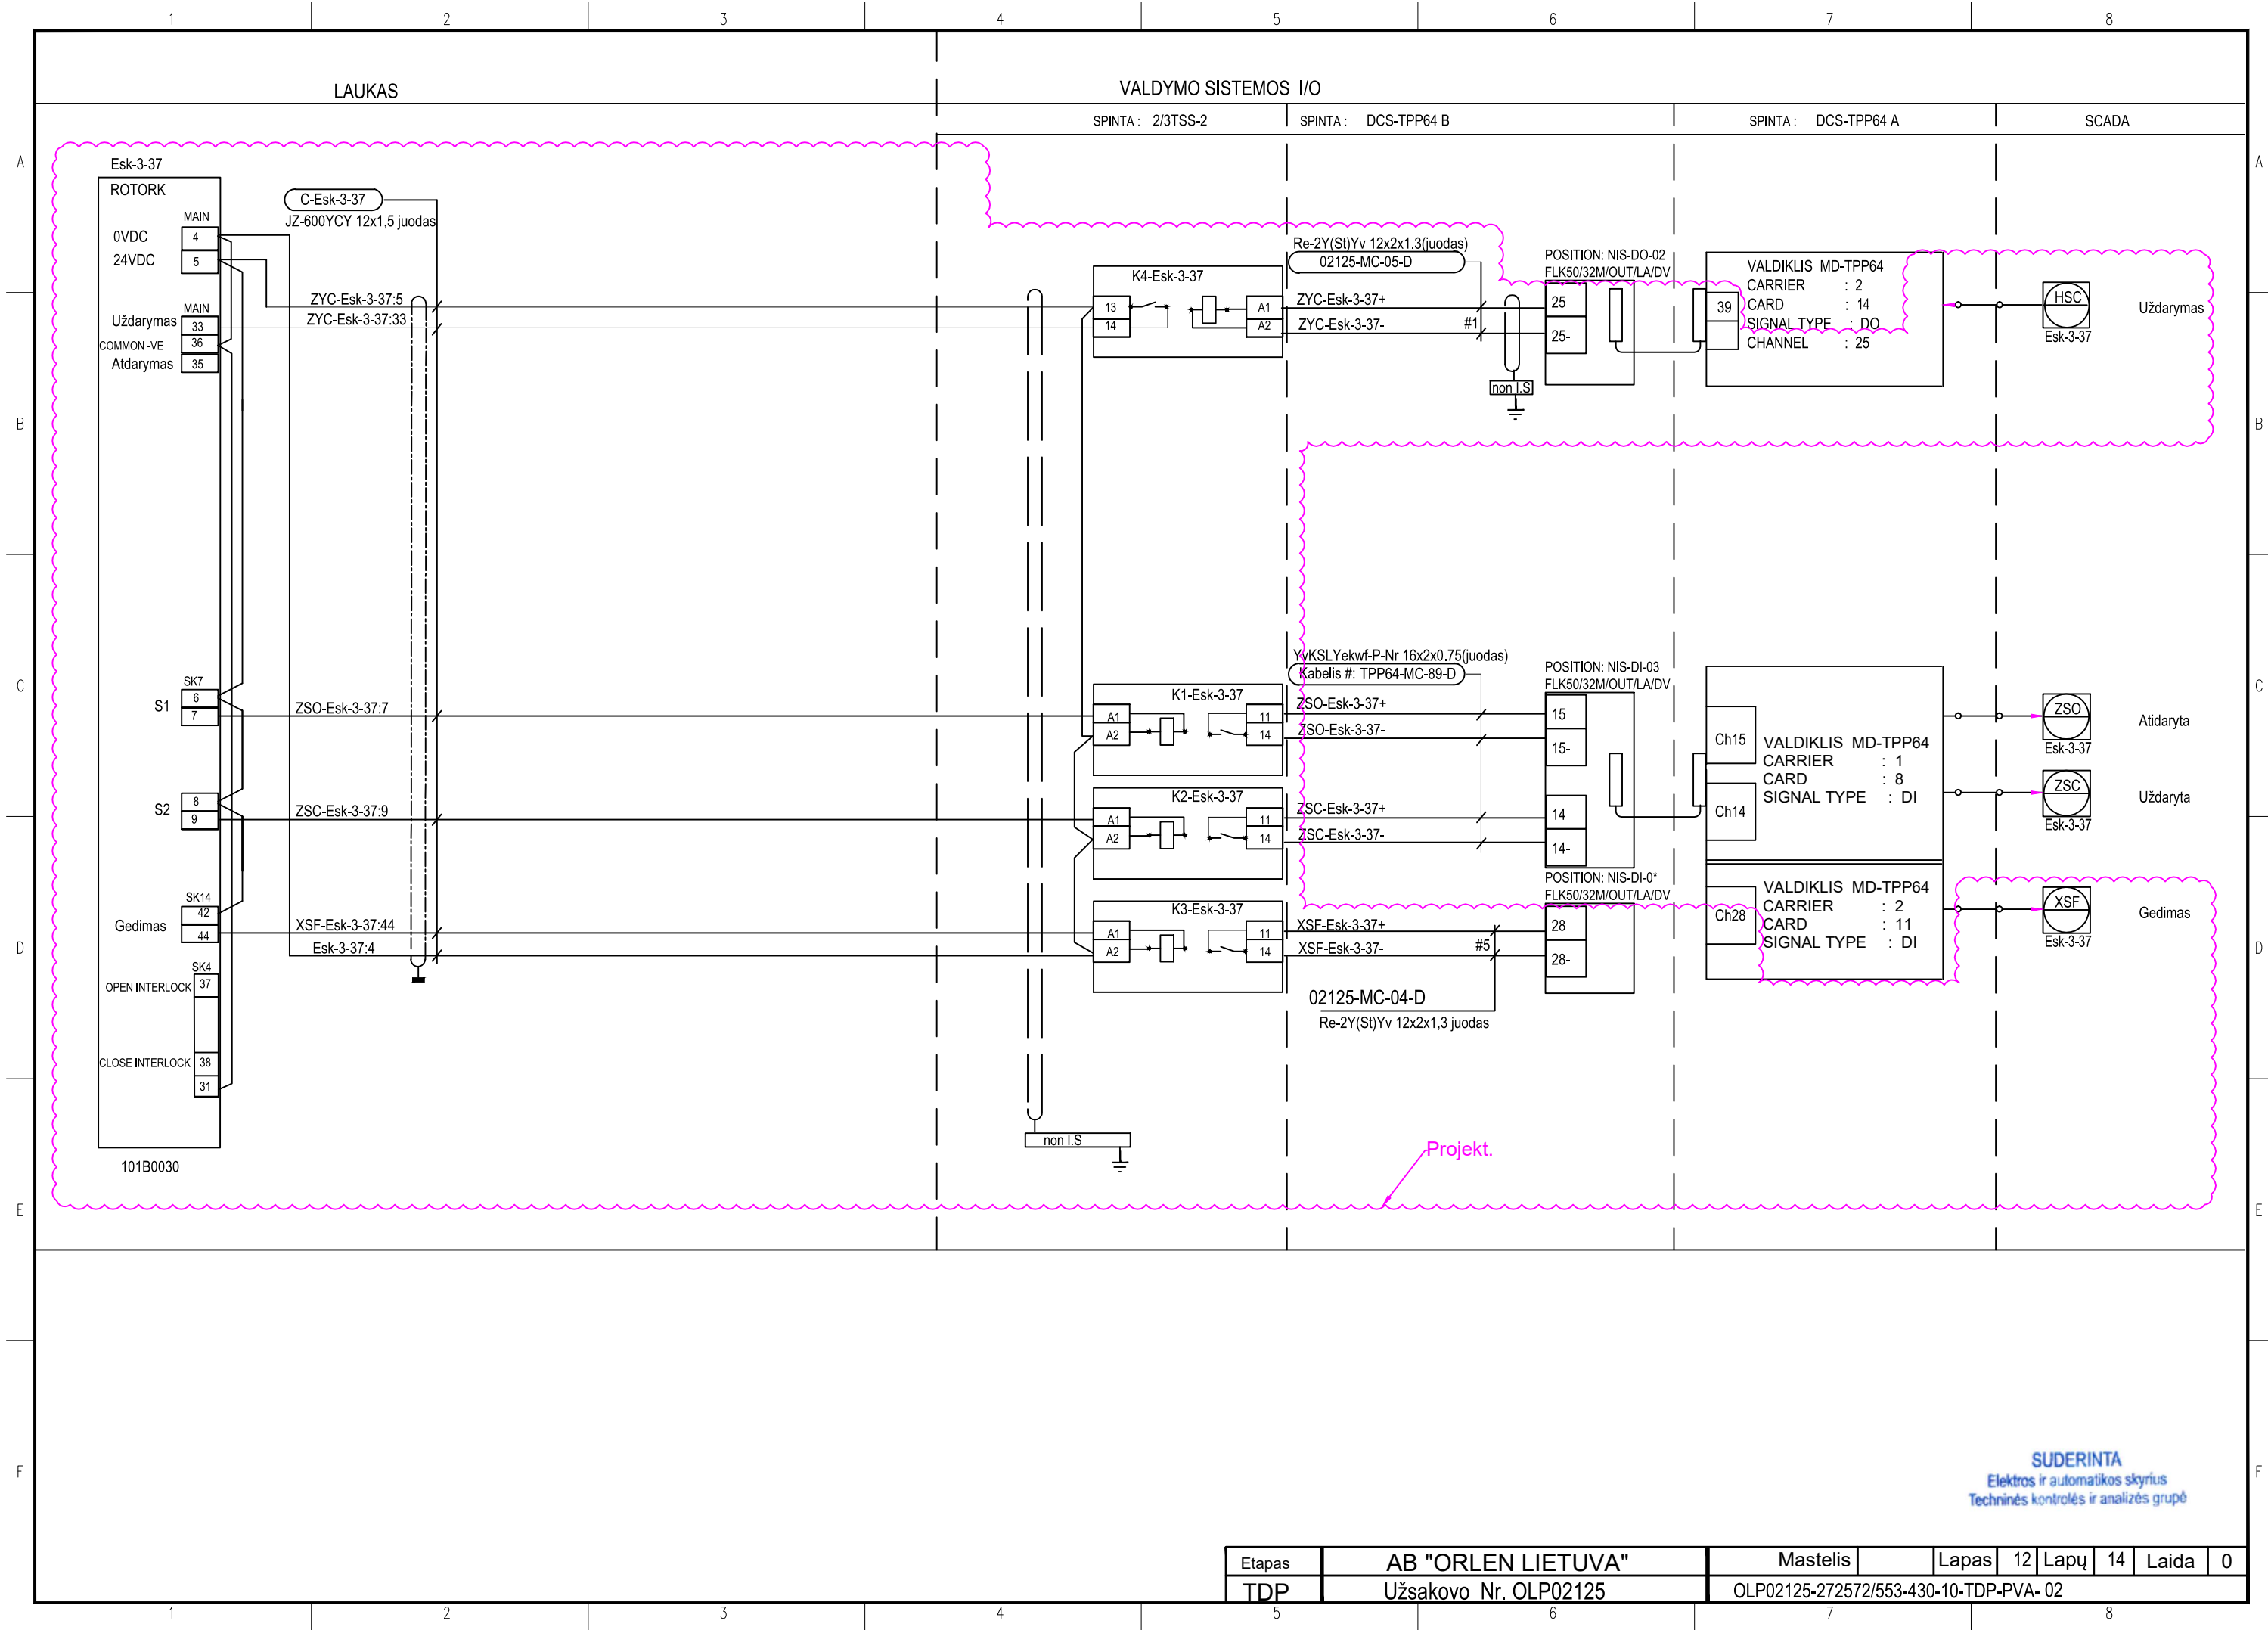 1 2 3 4 5 6 7 8
LAUKAS
VALDYMO SISTEMOS I/O
SPINTA : 2/3TSS-2
SPINTA : DCS-TPP64 B
SPINTA : DCS-TPP64 A
SCADA
A A
Esk-3-37
ROTORK
MAIN
0VDC 4
24VDC 5
MAIN
Uždarymas 33
COMMON -VE 36
Atdarymas 35
C-Esk-3-37
JZ-600YCY 12x1,5 juodas
ZYC-Esk-3-37:5
ZYC-Esk-3-37:33
K4-Esk-3-37
13 A1
14 A2
Re-2Y(St)Yv 12x2x1.3(juodas)
02125-MC-05-D
ZYC-Esk-3-37+
ZYC-Esk-3-37- #1
non I.S
POSITION: NIS-DO-02
FLK50/32M/OUT/LA/DV
25
25-
39
VALDIKLIS MD-TPP64
CARRIER : 2
CARD : 14
SIGNAL TYPE : DO
CHANNEL : 25
HSC
Esk-3-37
Uždarymas
B B
C C
SK7
S1 6
7
ZSO-Esk-3-37:7
K1-Esk-3-37
A1 11
A2 14
YvKSLYekwf-P-Nr 16x2x0.75(juodas)
Kabelis #: TPP64-MC-89-D
ZSO-Esk-3-37+
ZSO-Esk-3-37-
POSITION: NIS-DI-03
FLK50/32M/OUT/LA/DV
15
15-
Ch15
Ch14
VALDIKLIS MD-TPP64
CARRIER : 1
CARD : 8
SIGNAL TYPE : DI
ZSO
Esk-3-37
Atidaryta
S2 8
9
ZSC-Esk-3-37:9
K2-Esk-3-37
A1 11
A2 14
ZSC-Esk-3-37+
ZSC-Esk-3-37-
14
14-
ZSC
Esk-3-37
Uždaryta
SK14
Gedimas 42
44
XSF-Esk-3-37:44
Esk-3-37:4
K3-Esk-3-37
A1 11
A2 14
XSF-Esk-3-37+
XSF-Esk-3-37- #5
POSITION: NIS-DI-0*
FLK50/32M/OUT/LA/DV
28
28-
Ch28
VALDIKLIS MD-TPP64
CARRIER : 2
CARD : 11
SIGNAL TYPE : DI
XSF
Esk-3-37
Gedimas
D D
SK4
OPEN INTERLOCK 37
CLOSE INTERLOCK 38
31
02125-MC-04-D
Re-2Y(St)Yv 12x2x1,3 juodas
non I.S
101B0030
Projekt.
E E
F F
SUDERINTA
Elektros ir automatikos skyrius
Techninės kontrolės ir analizės grupė
Etapas AB "ORLEN LIETUVA" Mastelis Lapas 12 Lapų 14 Laida 0
TDP Užsakovo Nr. OLP02125 OLP02125-272572/553-430-10-TDP-PVA- 02
1 2 3 4 5 6 7 8